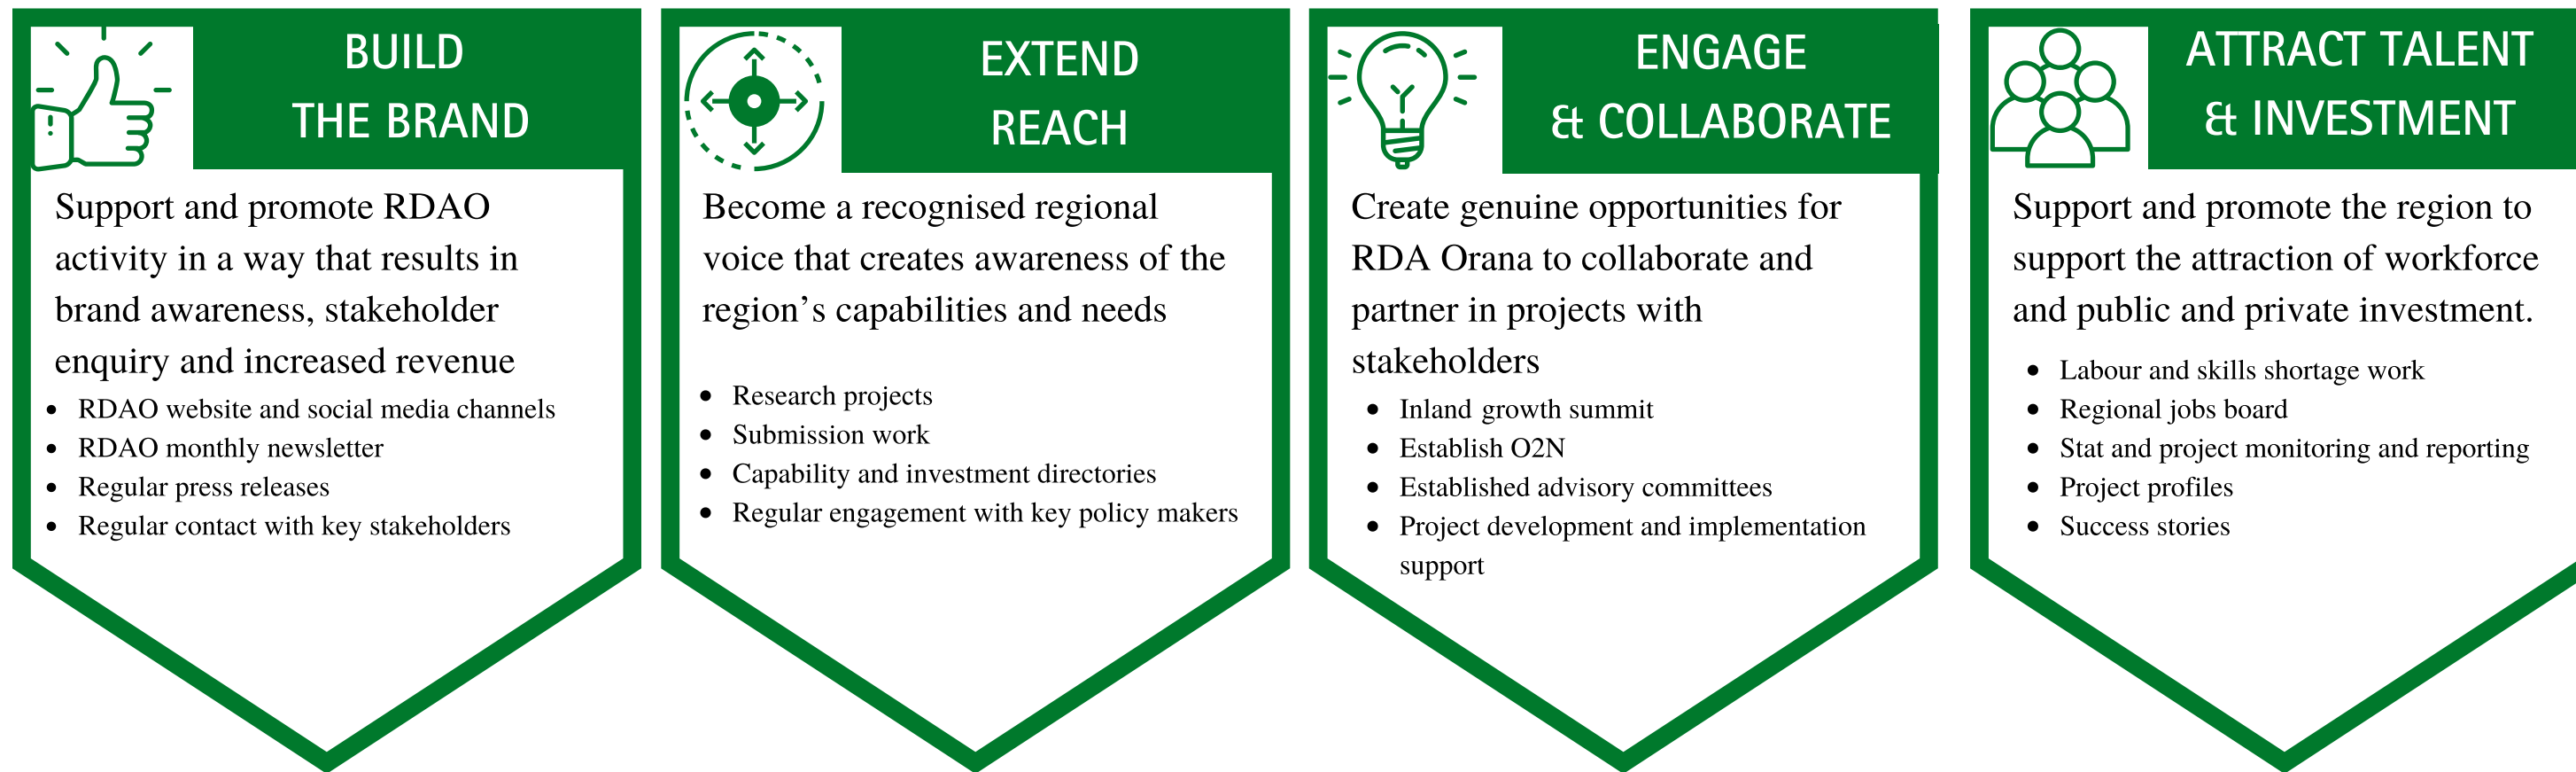 BUILD
THE BRAND
Support and promote RDAO
activity in a way that results in
brand awareness, stakeholder
enquiry and increased revenue
• RDAO website and social media channels
• RDAO monthly newsletter
• Regular press releases
• Regular contact with key stakeholders
EXTEND
REACH
Become a recognised regional
voice that creates awareness of the
region’s capabilities and needs
• Research projects
• Submission work
• Capability and investment directories
• Regular engagement with key policy makers
ENGAGE
& COLLABORATE
Create genuine opportunities for
RDA Orana to collaborate and
partner in projects with
stakeholders
• Inland growth summit
• Establish O2N
• Established advisory committees
• Project development and implementation
support
ATTRACT TALENT
& INVESTMENT
Support and promote the region to
support the attraction of workforce
and public and private investment.
• Labour and skills shortage work
• Regional jobs board
• Stat and project monitoring and reporting
• Project profiles
• Success stories